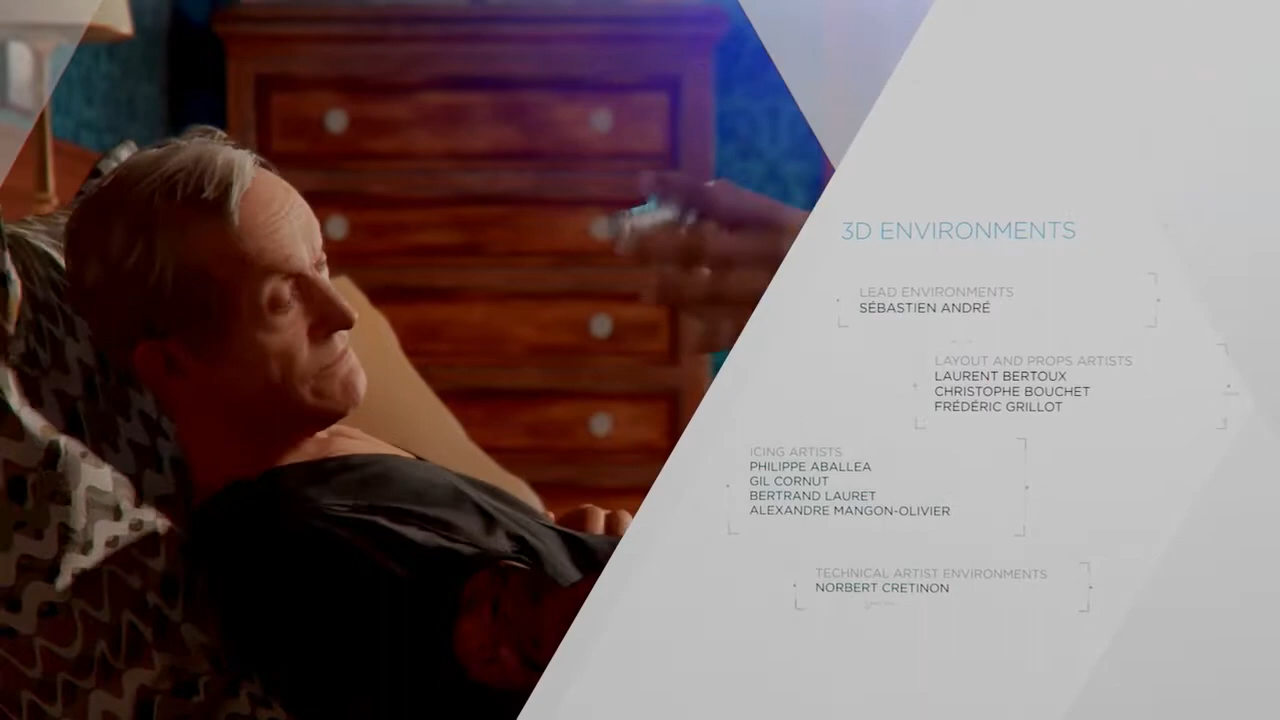 3D ENVIRONMENTS
LEAD ENVIRONMENTS
SÉBASTIEN ANDRÉ
LAYOUT AND PROPS ARTISTS
LAURENT BERTOUX
CHRISTOPHE BOUCHET
FRÉDÉRIC GRILLOT
ICING ARTISTS
PHILIPPE ABALLEA
GIL CORNUT
BERTRAND LAURET
ALEXANDRE MANGON-OLIVIER
TECHNICAL ARTIST ENVIRONMENTS
NORBERT CRETINON